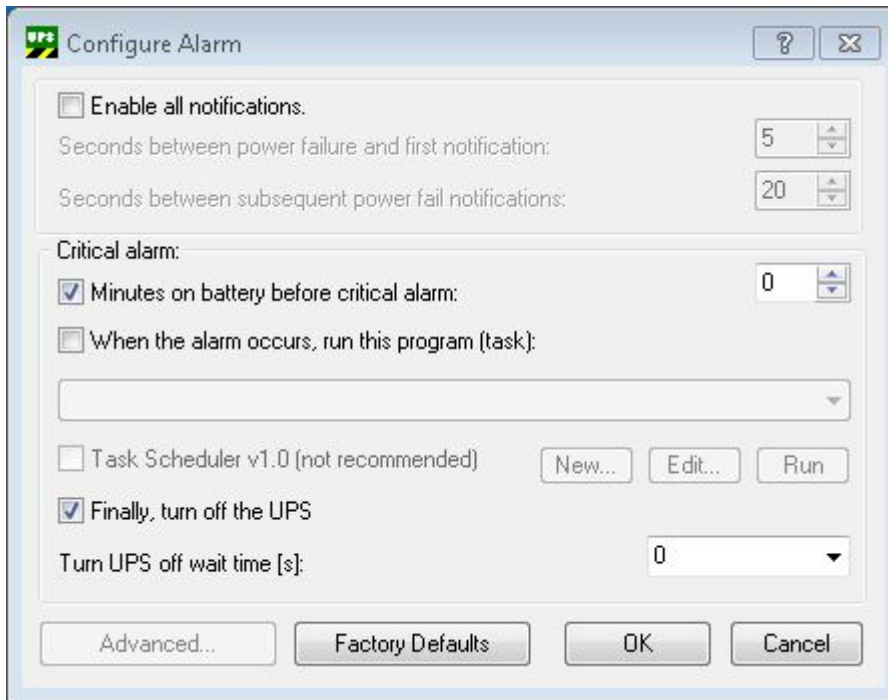 UPS
Configure Alarm
Enable all notifications.
Seconds between power failure and first notification: 5
Seconds between subsequent power fail notifications: 20
Critical alarm:
Minutes on battery before critical alarm: 0
When the alarm occurs, run this program (task):
Task Scheduler v1.0 (not recommended) New... Edit... Run
Finally, turn off the UPS
Turn UPS off wait time [s]: 0
Advanced... Factory Defaults OK Cancel